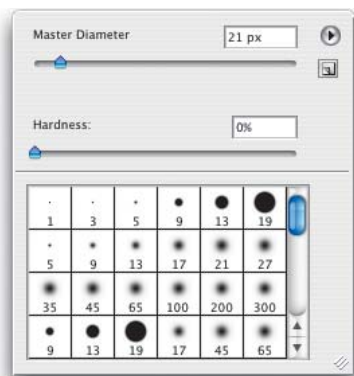 Master Diameter 21 px
Hardness: 0%
1 3 5 9 13 19
5 9 13 17 21 27
35 45 65 100 200 300
9 13 19 17 45 65